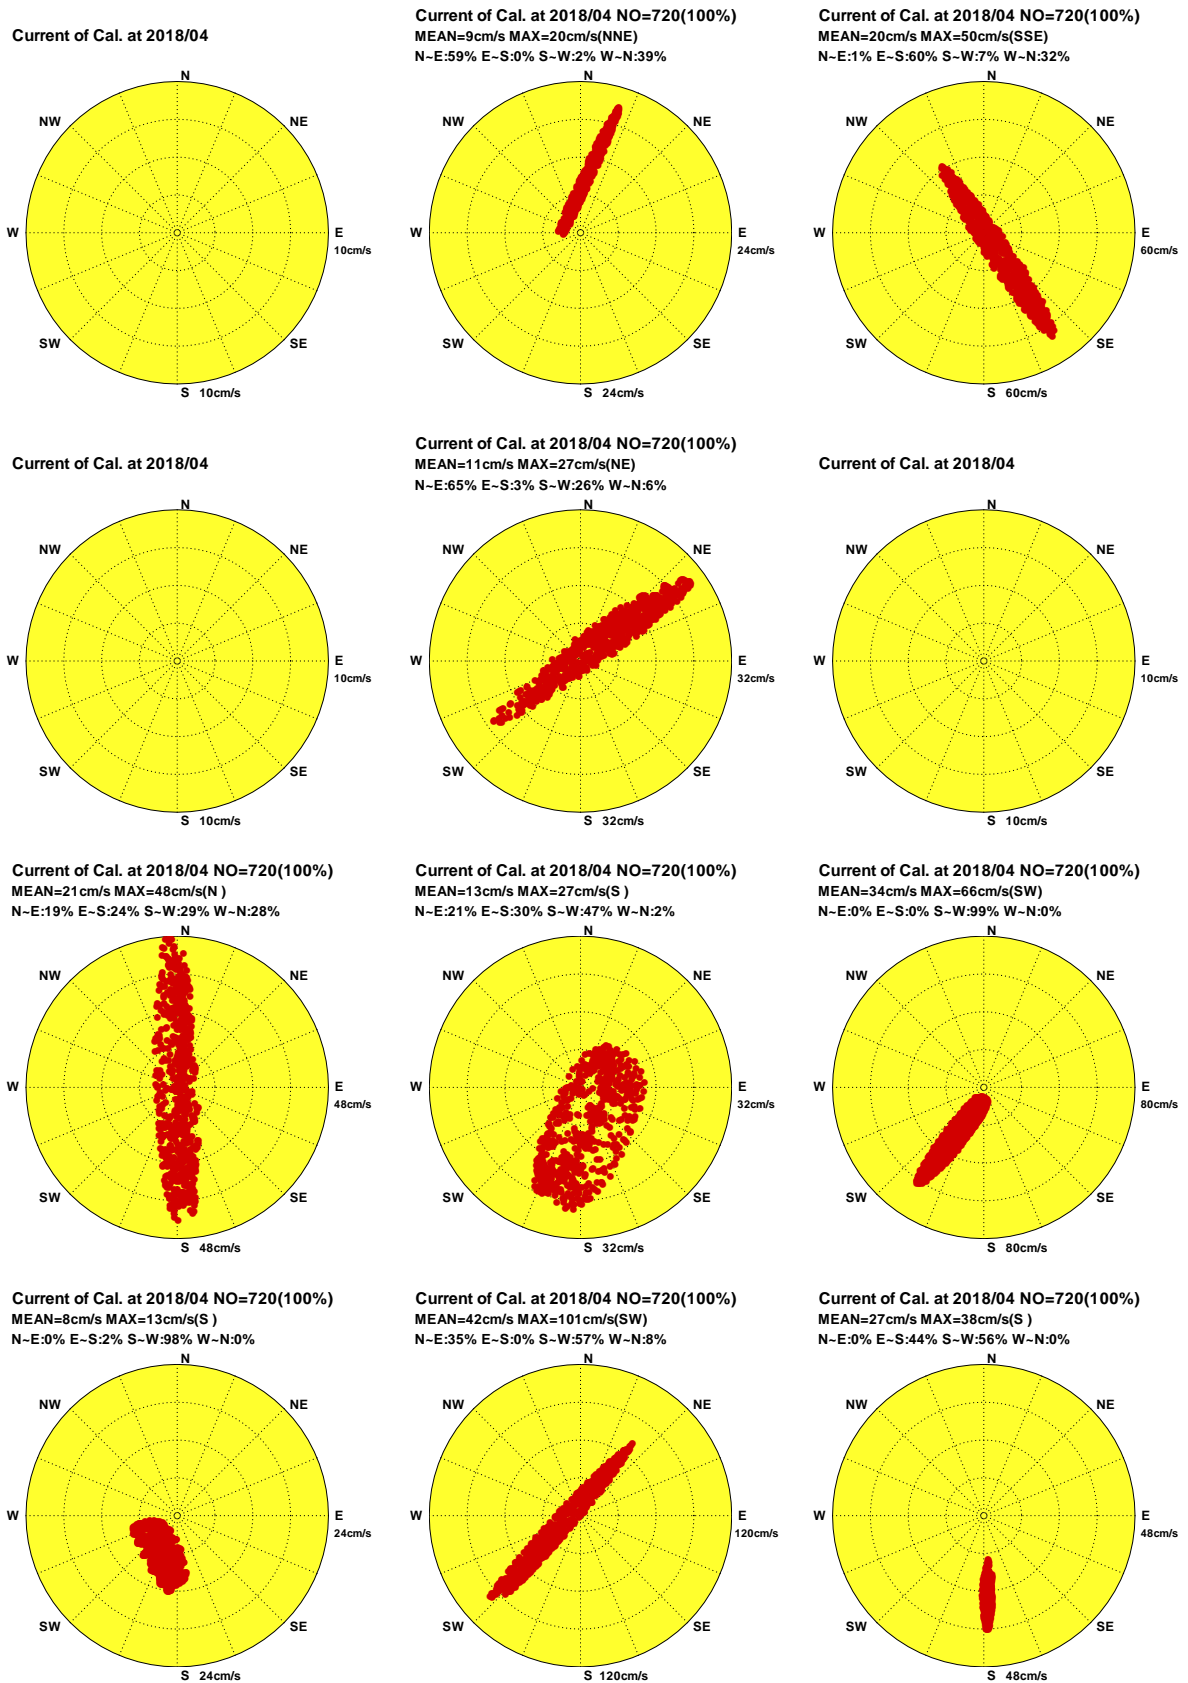 Current of Cal. at 2018/04
N
NW
NE
W
E
10cm/s
SW
SE
S 10cm/s
Current of Cal. at 2018/04 NO=720(100%)
MEAN=9cm/s MAX=20cm/s(NNE)
N~E:59% E~S:0% S~W:2% W~N:39%
N
NW
NE
W
E
24cm/s
SW
SE
S 24cm/s
Current of Cal. at 2018/04 NO=720(100%)
MEAN=20cm/s MAX=50cm/s(SSE)
N~E:1% E~S:60% S~W:7% W~N:32%
N
NW
NE
W
E
60cm/s
SW
SE
S 60cm/s
Current of Cal. at 2018/04
N
NW
NE
W
E
10cm/s
SW
SE
S 10cm/s
Current of Cal. at 2018/04 NO=720(100%)
MEAN=11cm/s MAX=27cm/s(NE)
N~E:65% E~S:3% S~W:26% W~N:6%
N
NW
NE
W
E
32cm/s
SW
SE
S 32cm/s
Current of Cal. at 2018/04
N
NW
NE
W
E
10cm/s
SW
SE
S 10cm/s
Current of Cal. at 2018/04 NO=720(100%)
MEAN=21cm/s MAX=48cm/s(N )
N~E:19% E~S:24% S~W:29% W~N:28%
N
NW
NE
W
E
48cm/s
SW
SE
S 48cm/s
Current of Cal. at 2018/04 NO=720(100%)
MEAN=13cm/s MAX=27cm/s(S )
N~E:21% E~S:30% S~W:47% W~N:2%
N
NW
NE
W
E
32cm/s
SW
SE
S 32cm/s
Current of Cal. at 2018/04 NO=720(100%)
MEAN=34cm/s MAX=66cm/s(SW)
N~E:0% E~S:0% S~W:99% W~N:0%
N
NW
NE
W
E
80cm/s
SW
SE
S 80cm/s
Current of Cal. at 2018/04 NO=720(100%)
MEAN=8cm/s MAX=13cm/s(S )
N~E:0% E~S:2% S~W:98% W~N:0%
N
NW
NE
W
E
24cm/s
SW
SE
S 24cm/s
Current of Cal. at 2018/04 NO=720(100%)
MEAN=42cm/s MAX=101cm/s(SW)
N~E:35% E~S:0% S~W:57% W~N:8%
N
NW
NE
W
E
120cm/s
SW
SE
S 120cm/s
Current of Cal. at 2018/04 NO=720(100%)
MEAN=27cm/s MAX=38cm/s(S )
N~E:0% E~S:44% S~W:56% W~N:0%
N
NW
NE
W
E
48cm/s
SW
SE
S 48cm/s